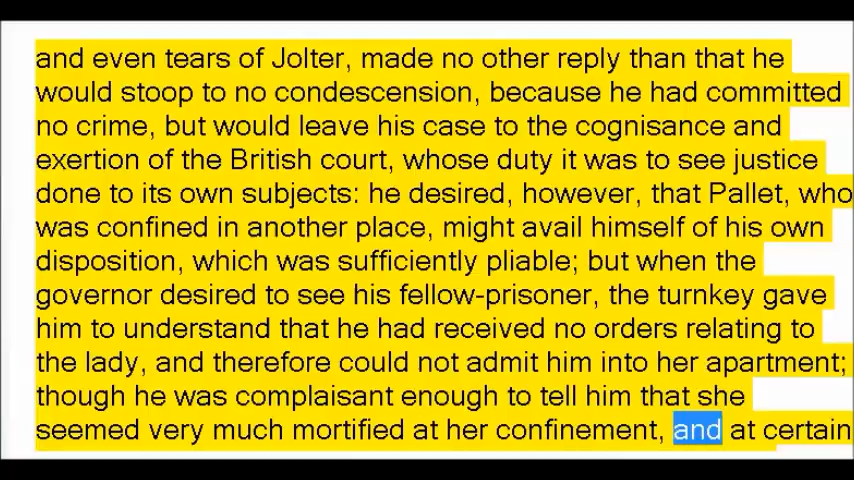 and even tears of Jolter, made no other reply than that he
would stoop to no condescension, because he had committed
no crime, but would leave his case to the cognisance and
exertion of the British court, whose duty it was to see justice
done to its own subjects: he desired, however, that Pallet, who
was confined in another place, might avail himself of his own
disposition, which was sufficiently pliable; but when the
governor desired to see his fellow-prisoner, the turnkey gave
him to understand that he had received no orders relating to
the lady, and therefore could not admit him into her apartment;
though he was complaisant enough to tell him that she
seemed very much mortified at her confinement, and at certain